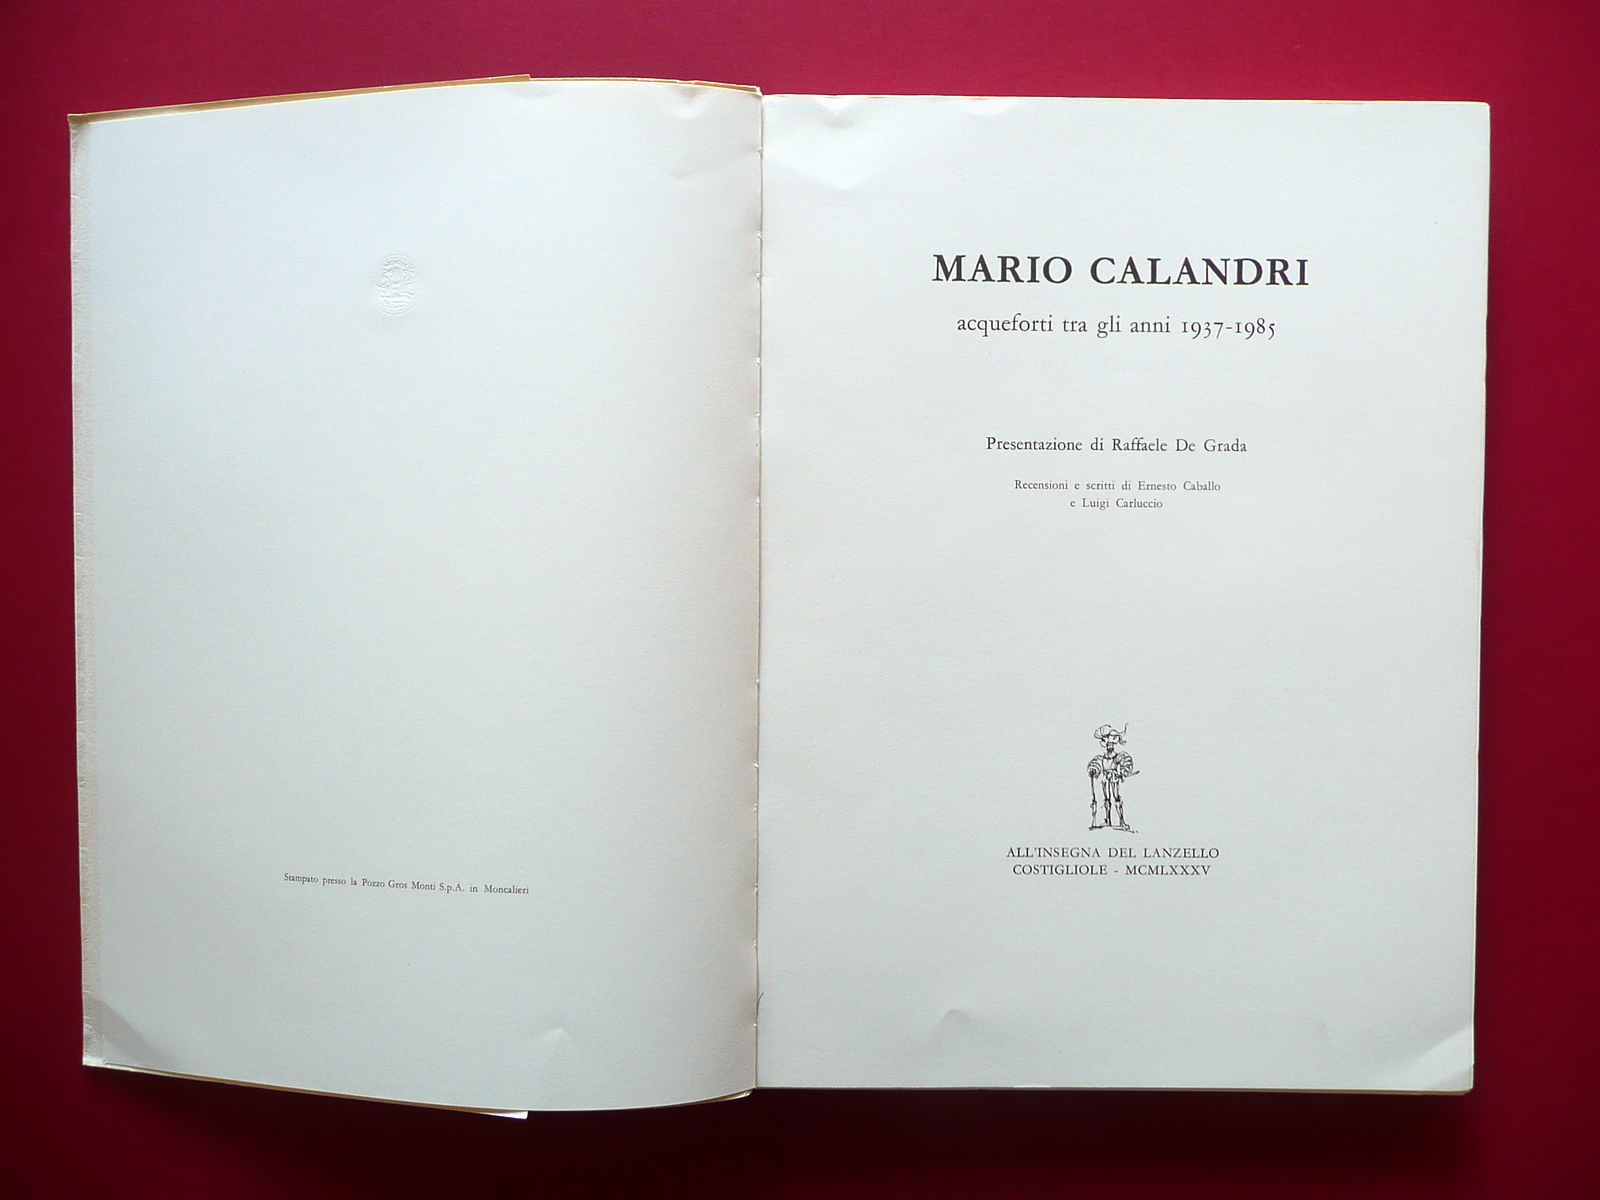 Stampato presso la Pozzo Gros Monti S.p.A. in Moncalieri
MARIO CALANDRI
acqueforti tra gli anni 1937-1985
Presentazione di Raffaele De Grada
Recensioni e scritti di Ernesto Caballo
e Luigi Carluccio
ALL'INSEGNA DEL LANZELLO
COSTIGLIOLE - MCMLXXXV